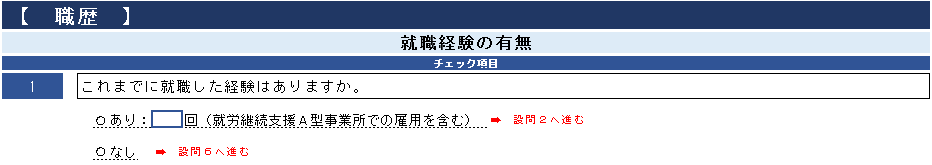 【　職歴　】
就職経験の有無
チェック項目
1 これまでに就職した経験はありますか。
○あり：　　回（就労継続支援Ａ型事業所での雇用を含む） ➡ 設問２へ進む
○なし ➡ 設問６へ進む